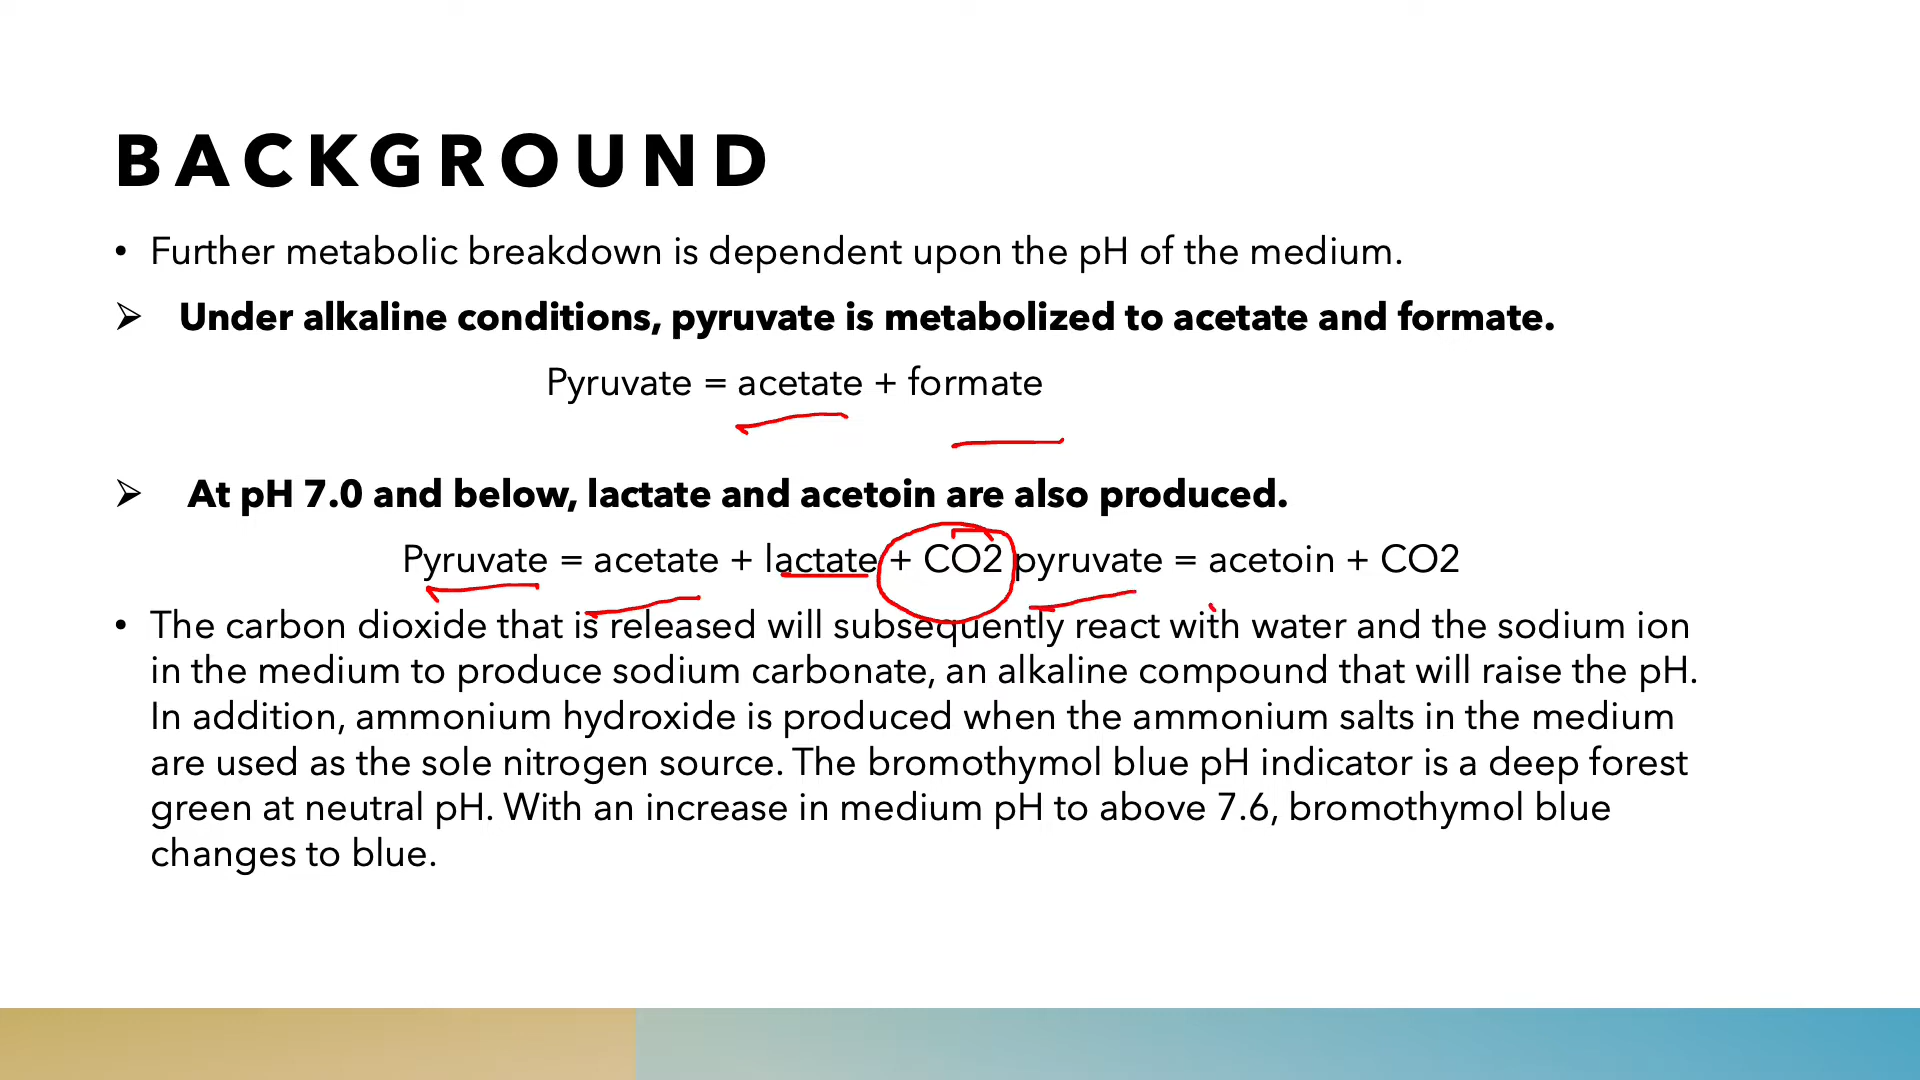 BACKGROUND
• Further metabolic breakdown is dependent upon the pH of the medium.
➢ Under alkaline conditions, pyruvate is metabolized to acetate and formate.
Pyruvate = acetate + formate
➢ At pH 7.0 and below, lactate and acetoin are also produced.
Pyruvate = acetate + lactate + CO2 pyruvate = acetoin + CO2
• The carbon dioxide that is released will subsequently react with water and the sodium ion
in the medium to produce sodium carbonate, an alkaline compound that will raise the pH.
In addition, ammonium hydroxide is produced when the ammonium salts in the medium
are used as the sole nitrogen source. The bromothymol blue pH indicator is a deep forest
green at neutral pH. With an increase in medium pH to above 7.6, bromothymol blue
changes to blue.